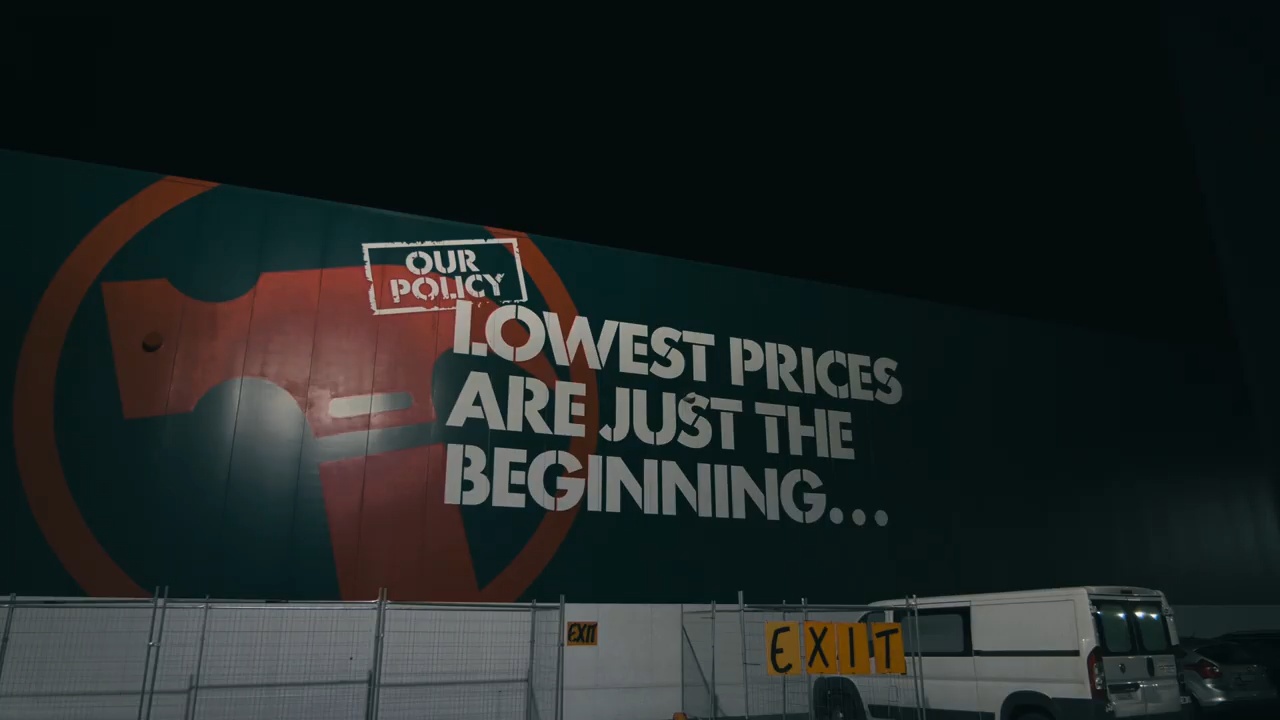 OUR
POLICY
LOWEST PRICES
ARE JUST THE
BEGINNING...
EXIT
EXIT